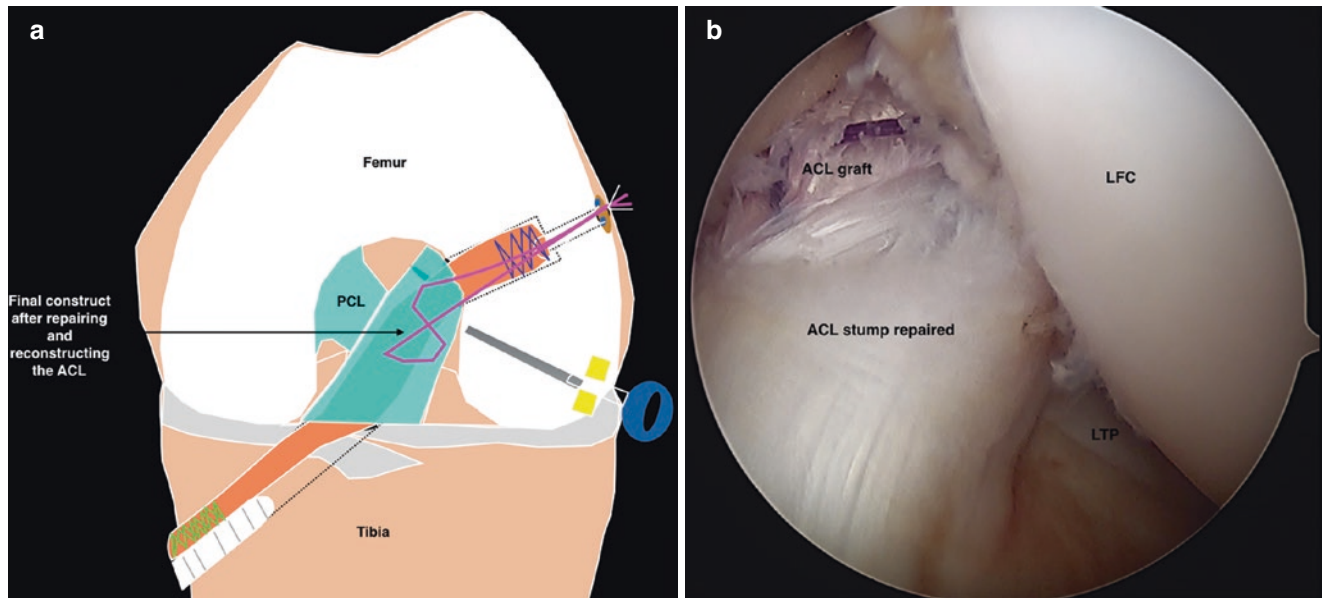 a
Femur
PCL
Final construct
after repairing
and
reconstructing
the ACL
Tibia
b
ACL graft
LFC
ACL stump repaired
LTP